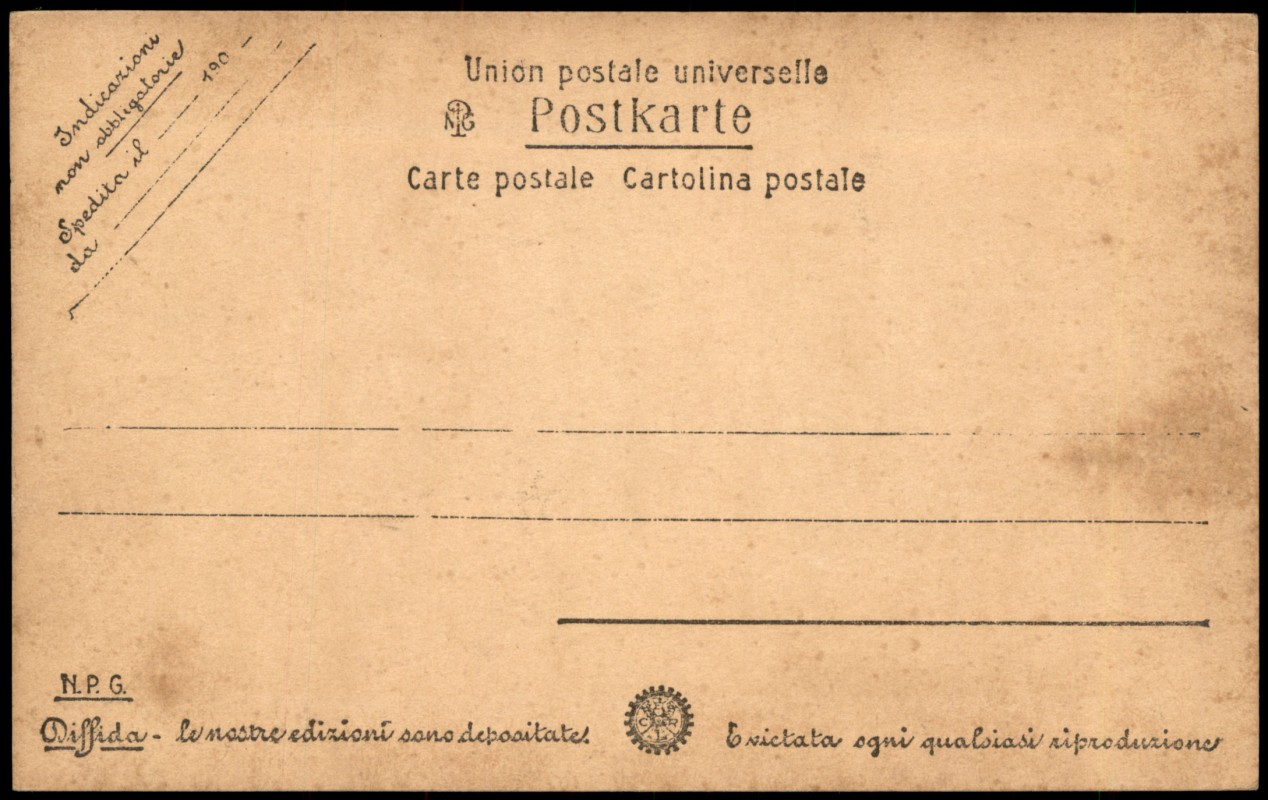 Indicazioni
non obbligatorie
Spedita il 190
da
Union postale universelle
NPG Postkarte
Carte postale Cartolina postale
N.P.G.
Diffida - le nostre edizioni sono depositate.
È vietata ogni qualsiasi riproduzione